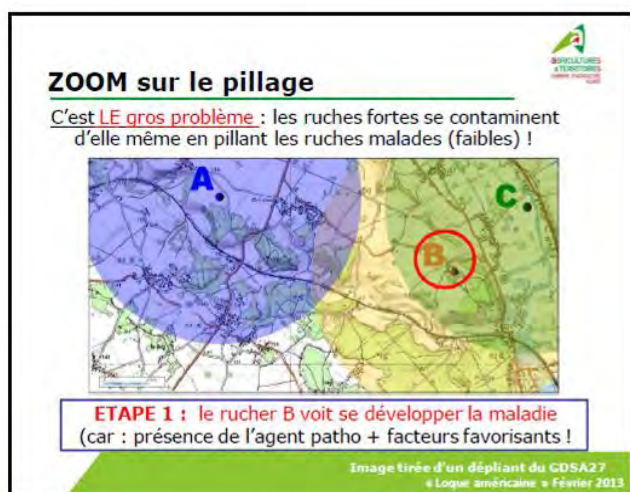 AGRICULTURES
& TERRITOIRES
ZOOM sur le pillage
C'est LE gros problème : les ruches fortes se contaminent
d'elle même en pillant les ruches malades (faibles) !
A
C
B
ETAPE 1 : le rucher B voit se développer la maladie
(car : présence de l'agent patho + facteurs favorisants !
Image tirée d'un dépliant du GDSA27
« Loque américaine » Février 2013